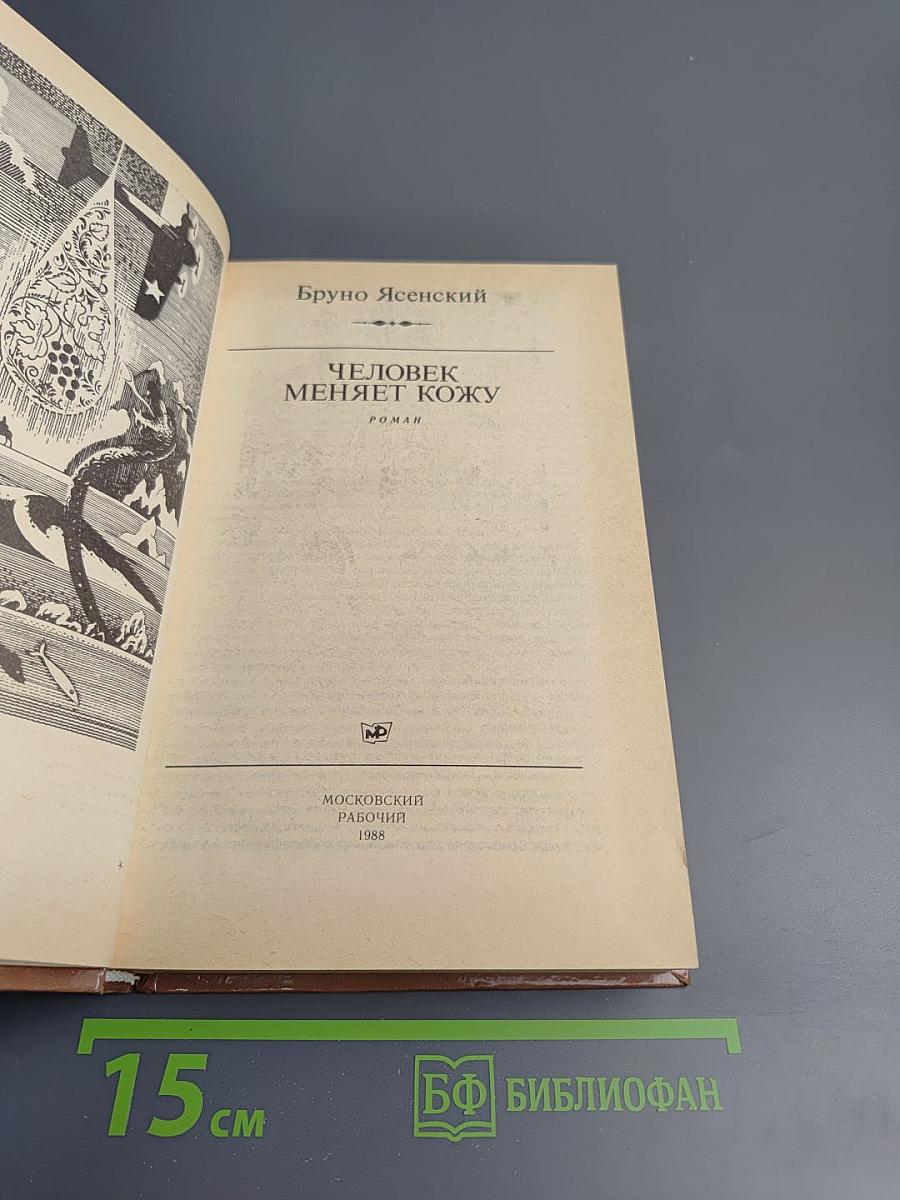 Бруно Ясенский
ЧЕЛОВЕК
МЕНЯЕТ КОЖУ
РОМАН
МР
МОСКОВСКИЙ
РАБОЧИЙ
1988
15 см
БФ БИБЛИОФАН